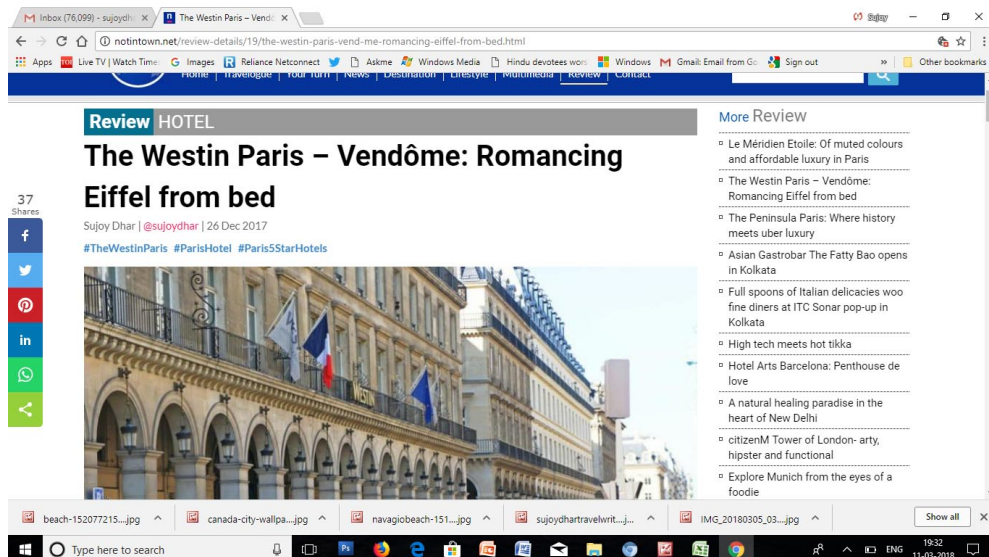 Inbox (76,099) - sujoydh
The Westin Paris – Vendô
Sujoy
notintown.net/review-details/19/the-westin-paris-vend-me-romancing-eiffel-from-bed.html
Apps
Live TV | Watch Time
Images
Reliance Netconnect
Askme
Windows Media
Hindu devotees wors
Windows
Gmail: Email from Go
Sign out
»
Other bookmarks
Home | Travelogue | Your Turn | News | Destination | Lifestyle | Multimedia | Review | Contact
Review HOTEL
The Westin Paris – Vendôme: Romancing
Eiffel from bed
Sujoy Dhar | @sujoydhar | 26 Dec 2017
#TheWestinParis #ParisHotel #Paris5StarHotels
37
Shares
WESTIN
More Review
Le Méridien Etoile: Of muted colours
and affordable luxury in Paris
The Westin Paris – Vendôme:
Romancing Eiffel from bed
The Peninsula Paris: Where history
meets uber luxury
Asian Gastrobar The Fatty Bao opens
in Kolkata
Full spoons of Italian delicacies woo
fine diners at ITC Sonar pop-up in
Kolkata
High tech meets hot tikka
Hotel Arts Barcelona: Penthouse de
love
A natural healing paradise in the
heart of New Delhi
citizenM Tower of London- arty,
hipster and functional
Explore Munich from the eyes of a
foodie
beach-152077215....jpg
canada-city-wallpa....jpg
navagiobeach-151....jpg
sujoydhartravelwrit....j...
IMG_20180305_03....jpg
Show all
Type here to search
ENG
19:32
11-03-2018